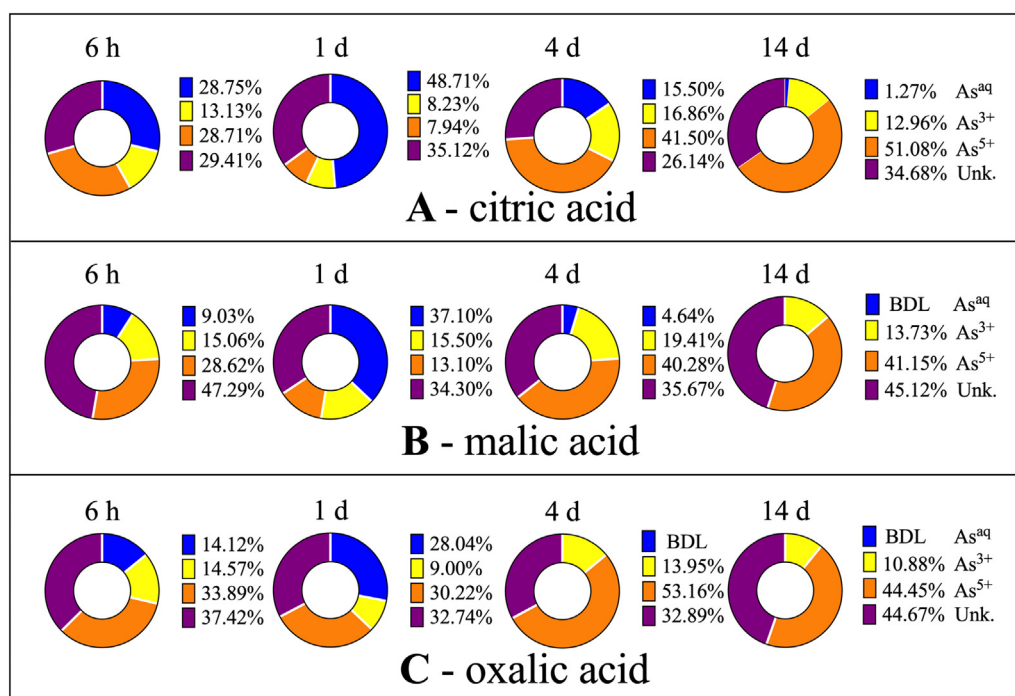 6 h
28.75%
13.13%
28.71%
29.41%
1 d
48.71%
8.23%
7.94%
35.12%
4 d
15.50%
16.86%
41.50%
26.14%
14 d
1.27% As^aq
12.96% As^3+
51.08% As^5+
34.68% Unk.
A - citric acid
6 h
9.03%
15.06%
28.62%
47.29%
1 d
37.10%
15.50%
13.10%
34.30%
4 d
4.64%
19.41%
40.28%
35.67%
14 d
BDL As^aq
13.73% As^3+
41.15% As^5+
45.12% Unk.
B - malic acid
6 h
14.12%
14.57%
33.89%
37.42%
1 d
28.04%
9.00%
30.22%
32.74%
4 d
BDL
13.95%
53.16%
32.89%
14 d
BDL As^aq
10.88% As^3+
44.45% As^5+
44.67% Unk.
C - oxalic acid